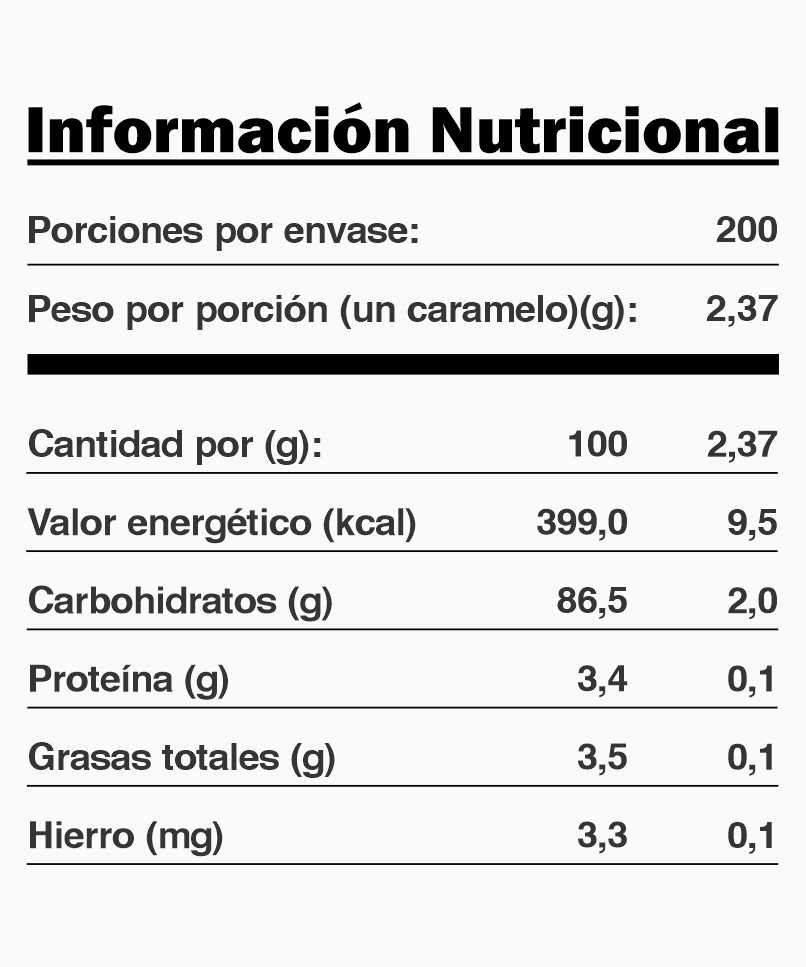 Información Nutricional
Porciones por envase: 200
Peso por porción (un caramelo)(g): 2,37
Cantidad por (g): 100 2,37
Valor energético (kcal) 399,0 9,5
Carbohidratos (g) 86,5 2,0
Proteína (g) 3,4 0,1
Grasas totales (g) 3,5 0,1
Hierro (mg) 3,3 0,1